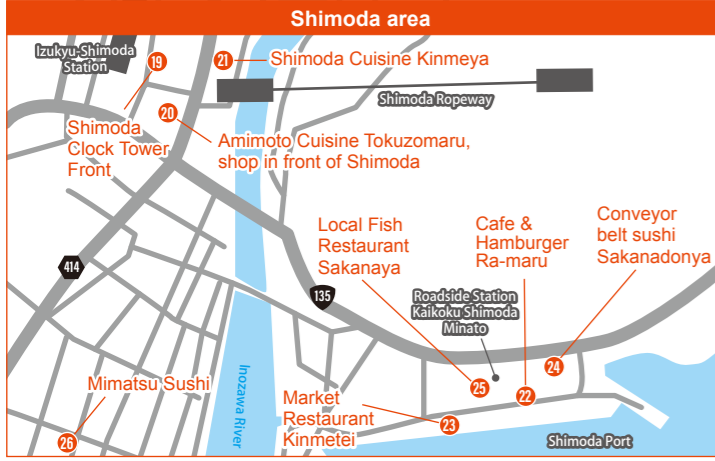 Shimoda area
Izukyu-Shimoda
Station
19
21
Shimoda Cuisine Kinmeya
Shimoda Ropeway
20
Shimoda
Clock Tower
Front
Amimoto Cuisine Tokuzomaru,
shop in front of Shimoda
Local Fish
Restaurant
Sakanaya
Cafe &
Hamburger
Ra-maru
Conveyor
belt sushi
Sakanadonya
414
135
Roadside Station
Kaikoku Shimoda
Minato
24
25
22
Mimatsu Sushi
26
Inozawa River
Market
Restaurant
Kinmetei
23
Shimoda Port